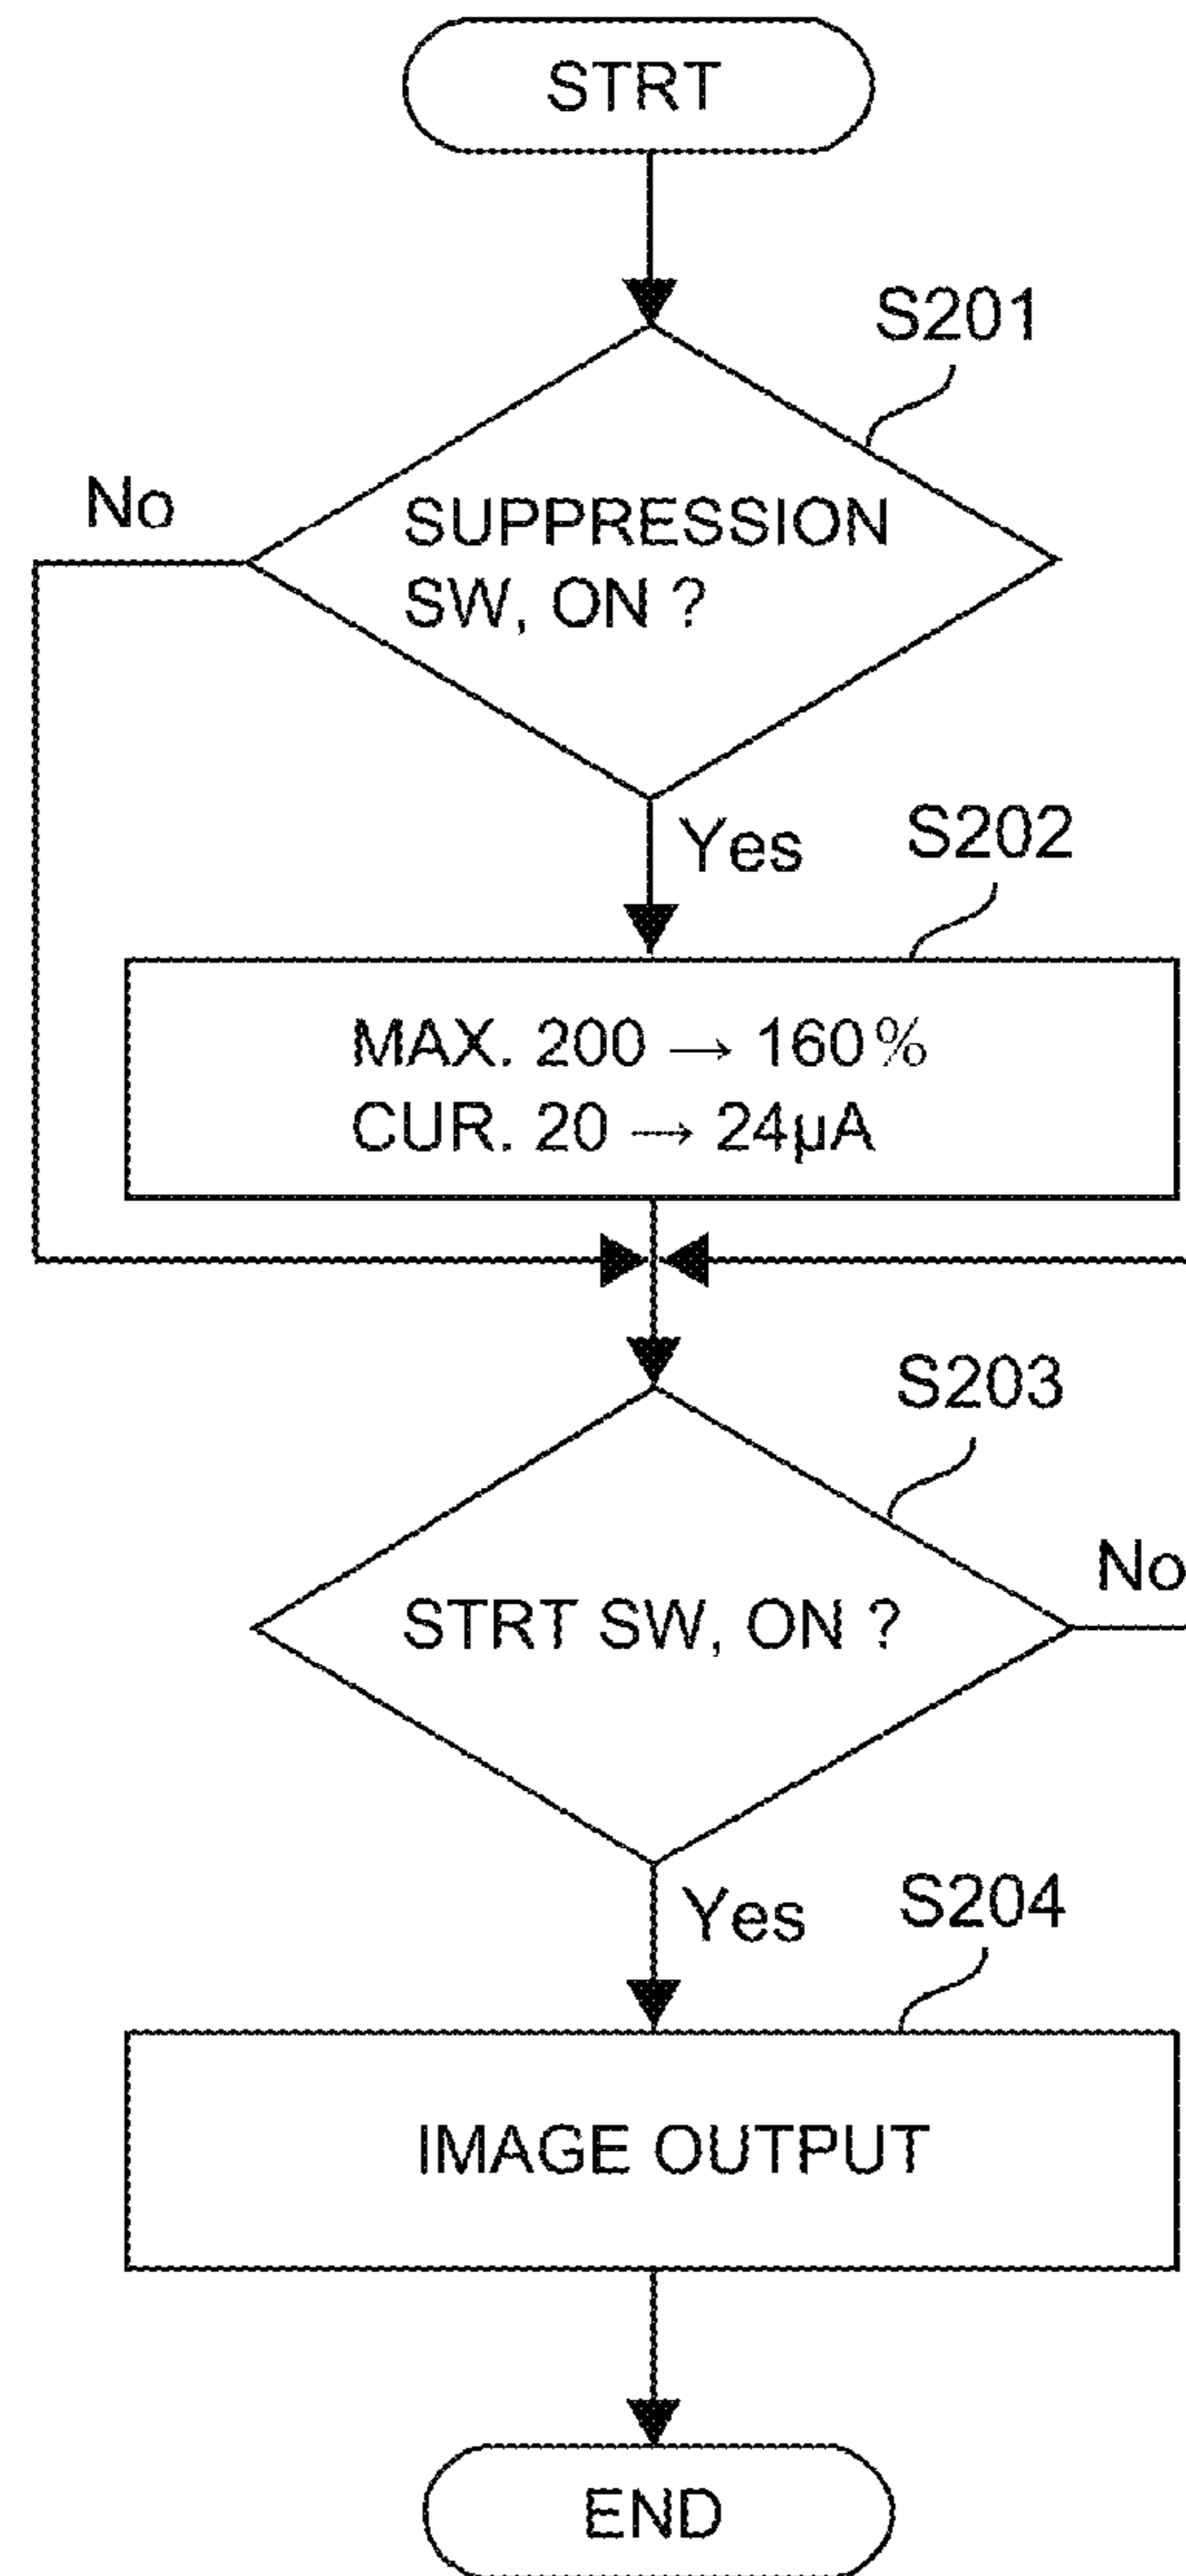 STRT
S201
No
SUPPRESSION
SW, ON ?
Yes
S202
MAX. 200 → 160%
CUR. 20 → 24μA
S203
No
STRT SW, ON ?
Yes
S204
IMAGE OUTPUT
END